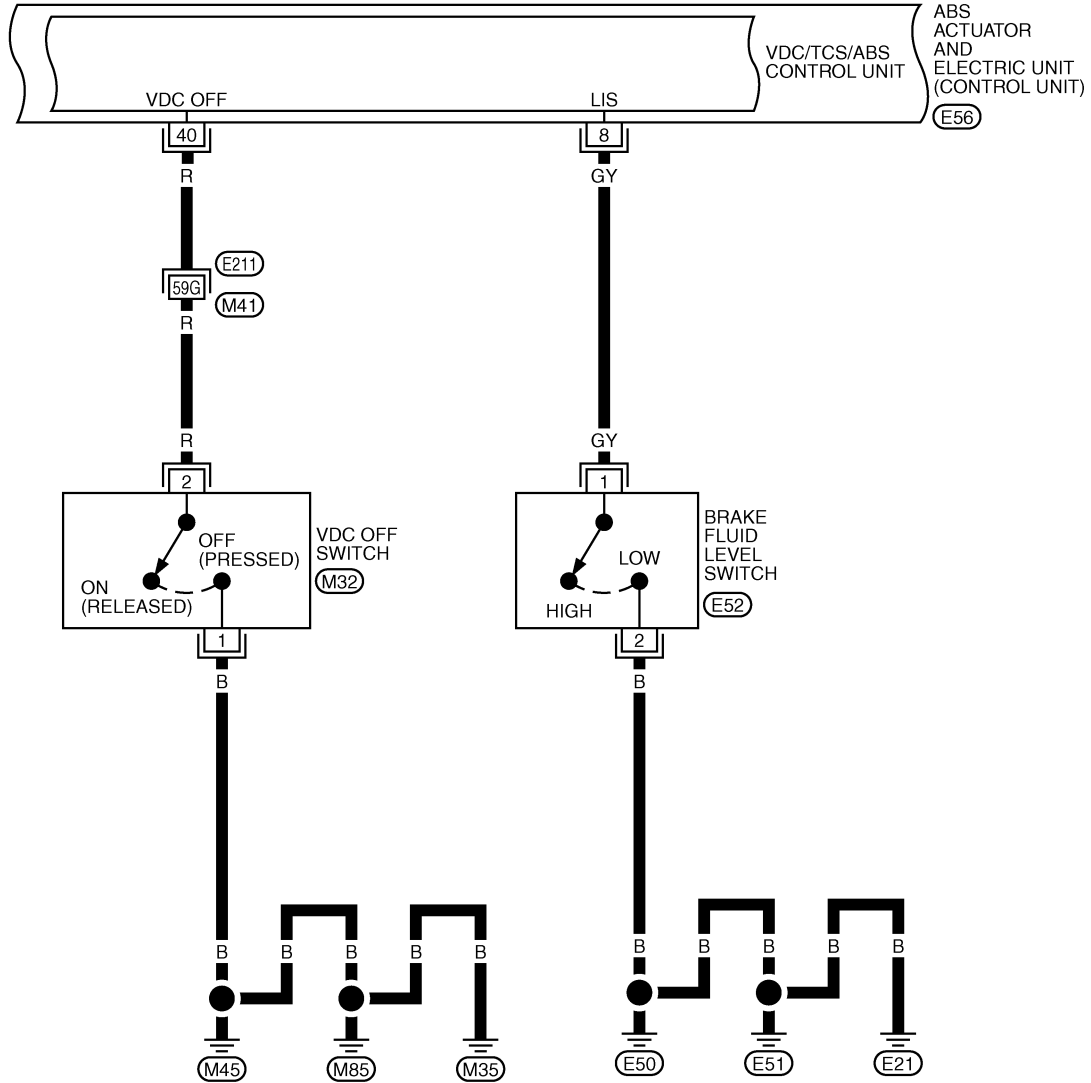 ABS
ACTUATOR
AND
ELECTRIC UNIT
(CONTROL UNIT)
E56
VDC/TCS/ABS
CONTROL UNIT
VDC OFF
LIS
40
8
R
GY
E211
59G
M41
R
R
GY
2
1
OFF
(PRESSED)
ON
(RELEASED)
VDC OFF
SWITCH
M32
LOW
HIGH
BRAKE
FLUID
LEVEL
SWITCH
E52
1
2
B
B
B
B
B
B
B
B
B
B
B
B
M45
M85
M35
E50
E51
E21